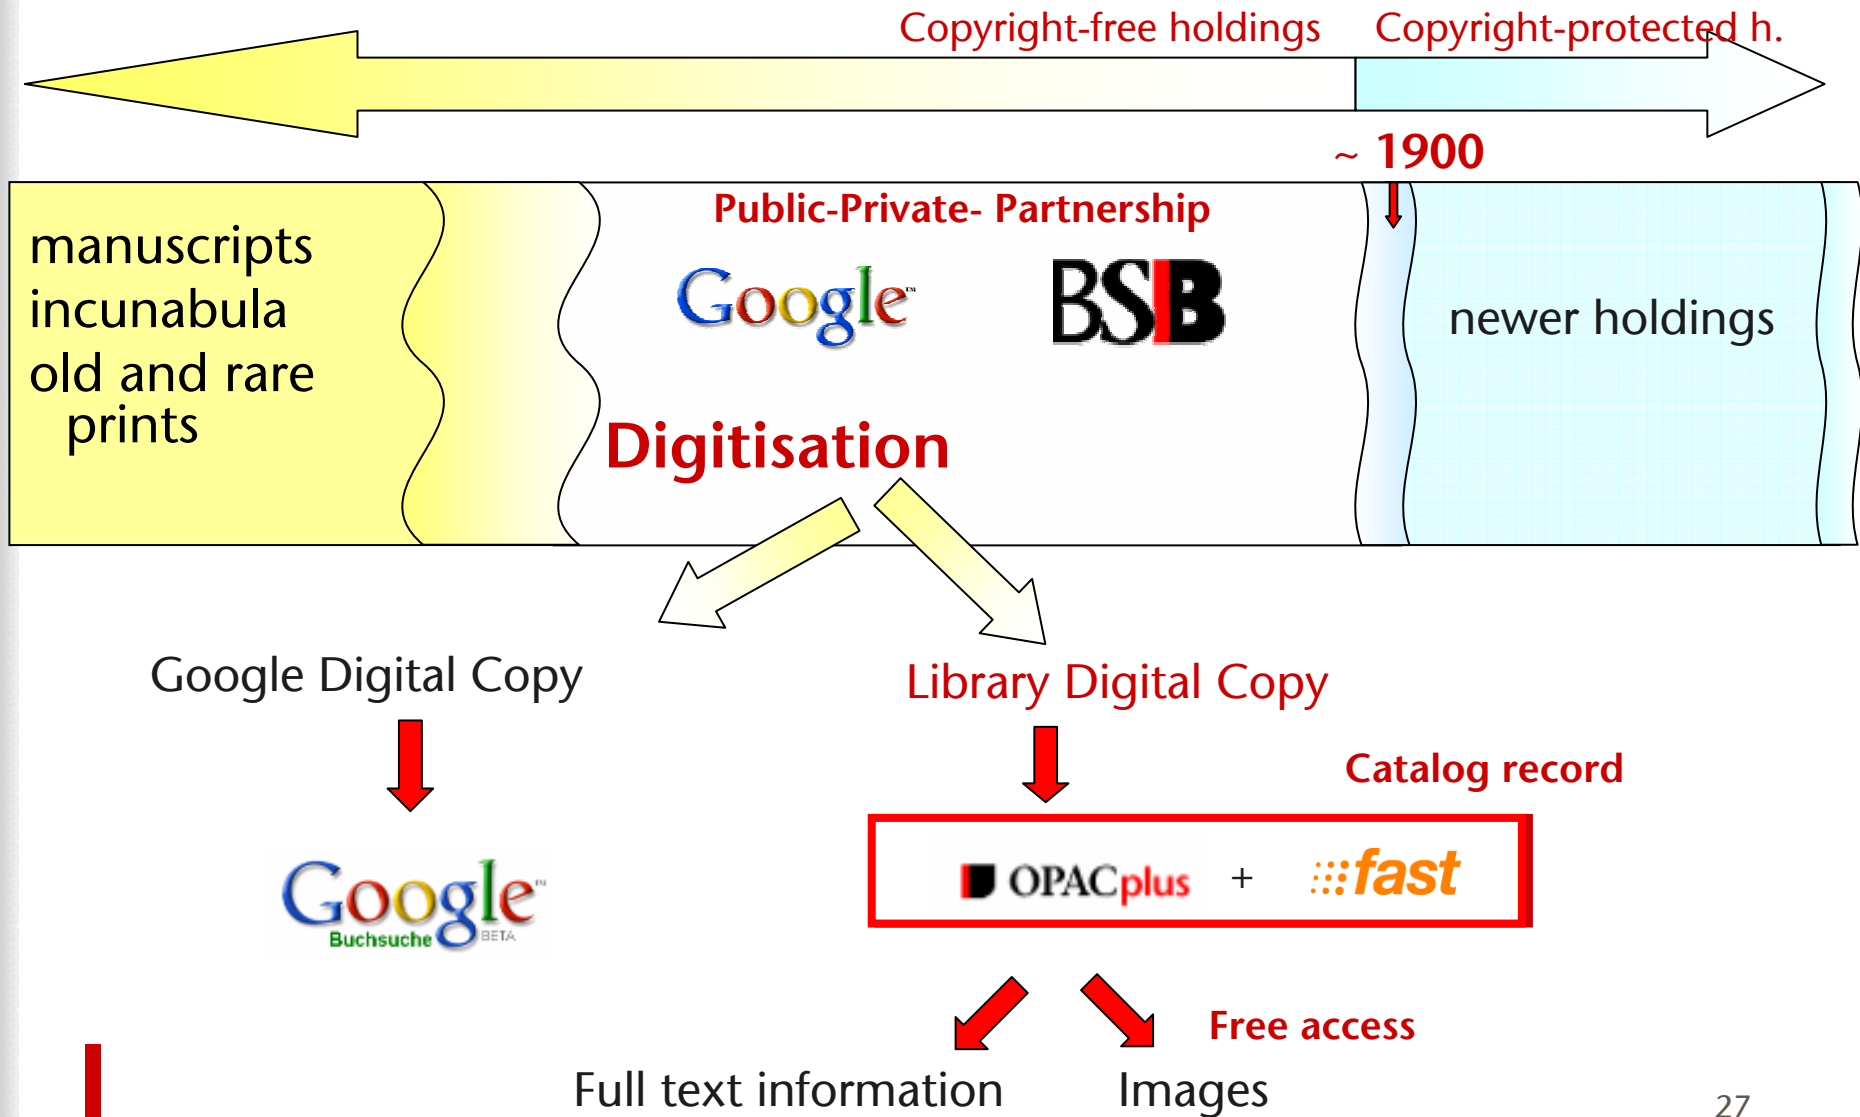 Copyright-free holdings Copyright-protected h.
~ 1900
Public-Private- Partnership
manuscripts
incunabula
old and rare
prints
Google™
BSB
newer holdings
Digitisation
Google Digital Copy
Library Digital Copy
Catalog record
Google™
Buchsuche BETA
OPACplus + fast
Free access
Full text information Images
27